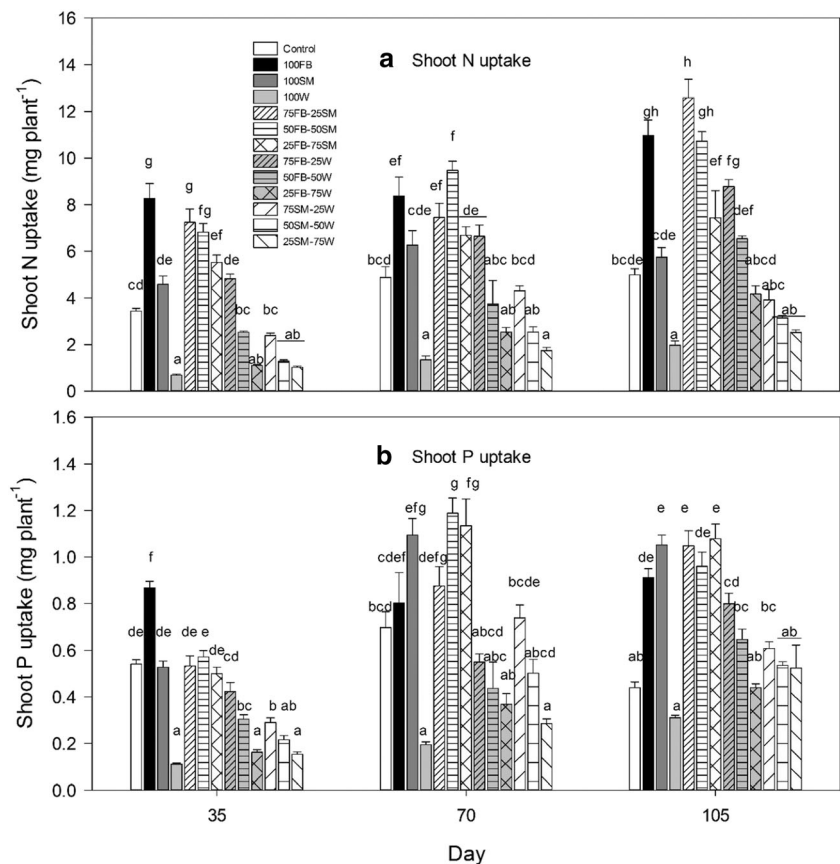 a Shoot N uptake
Shoot N uptake (mg plant-1)
16
14
12
10
8
6
4
2
0
Control
100FB
100SM
100W
75FB-25SM
50FB-50SM
25FB-75SM
75FB-25W
50FB-50W
25FB-75W
75SM-25W
50SM-50W
25SM-75W
cd g de a g fg ef de bc ab bc ab
bcd ef cde a ef f de abc ab bcd ab a
bcde gh cde a h gh ef fg def abcd abcd ab
b Shoot P uptake
Shoot P uptake (mg plant-1)
1.6
1.4
1.2
1.0
0.8
0.6
0.4
0.2
0.0
de f de a de e de cd bc a b ab a
bcd cdef efg a defg g fg abcd abc ab bcde abcd a
ab de e a e de e cd bc ab bc ab
35 70 105
Day